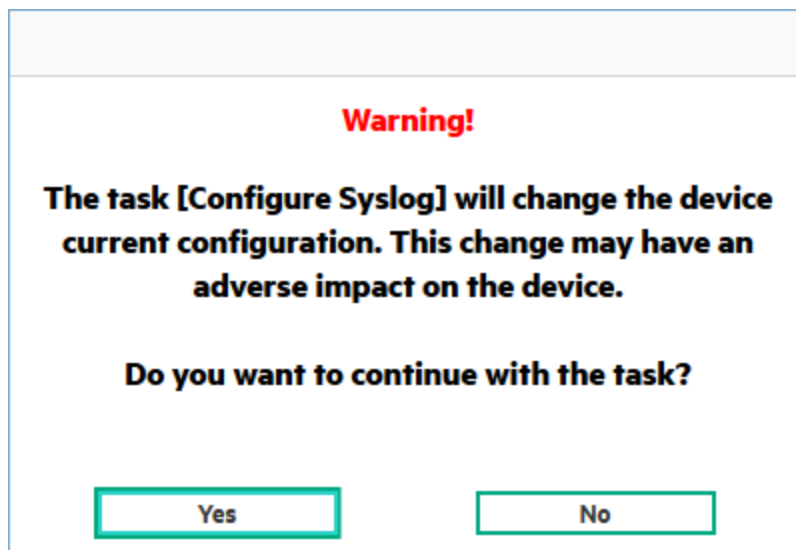 Warning!
The task [Configure Syslog] will change the device
current configuration. This change may have an
adverse impact on the device.
Do you want to continue with the task?
Yes
No